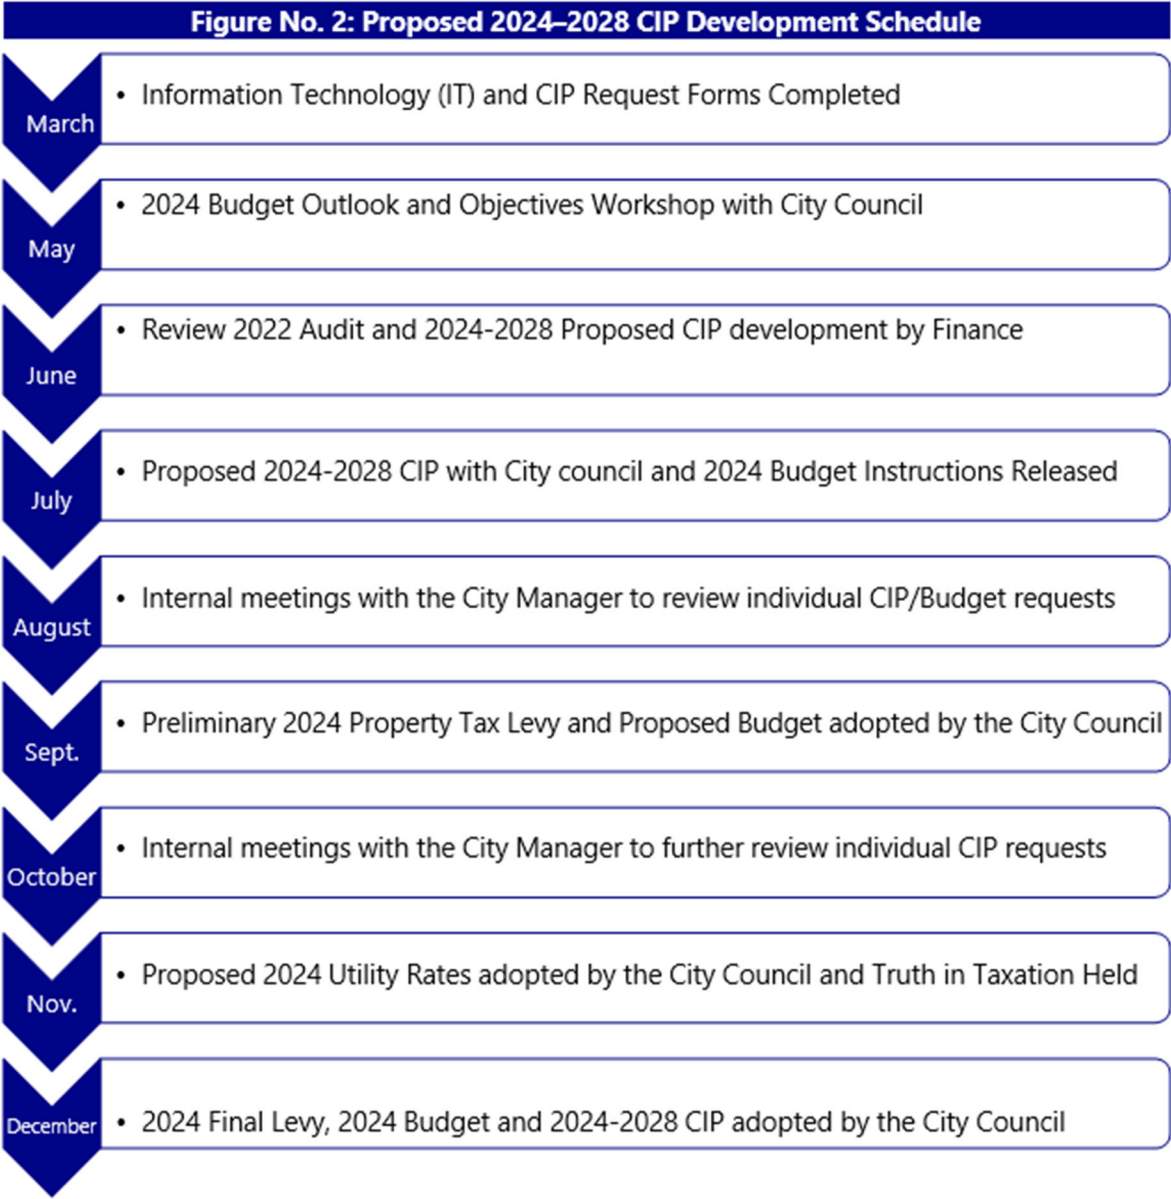 Figure No. 2: Proposed 2024–2028 CIP Development Schedule
March
• Information Technology (IT) and CIP Request Forms Completed
May
• 2024 Budget Outlook and Objectives Workshop with City Council
June
• Review 2022 Audit and 2024-2028 Proposed CIP development by Finance
July
• Proposed 2024-2028 CIP with City council and 2024 Budget Instructions Released
August
• Internal meetings with the City Manager to review individual CIP/Budget requests
Sept.
• Preliminary 2024 Property Tax Levy and Proposed Budget adopted by the City Council
October
• Internal meetings with the City Manager to further review individual CIP requests
Nov.
• Proposed 2024 Utility Rates adopted by the City Council and Truth in Taxation Held
December
• 2024 Final Levy, 2024 Budget and 2024-2028 CIP adopted by the City Council